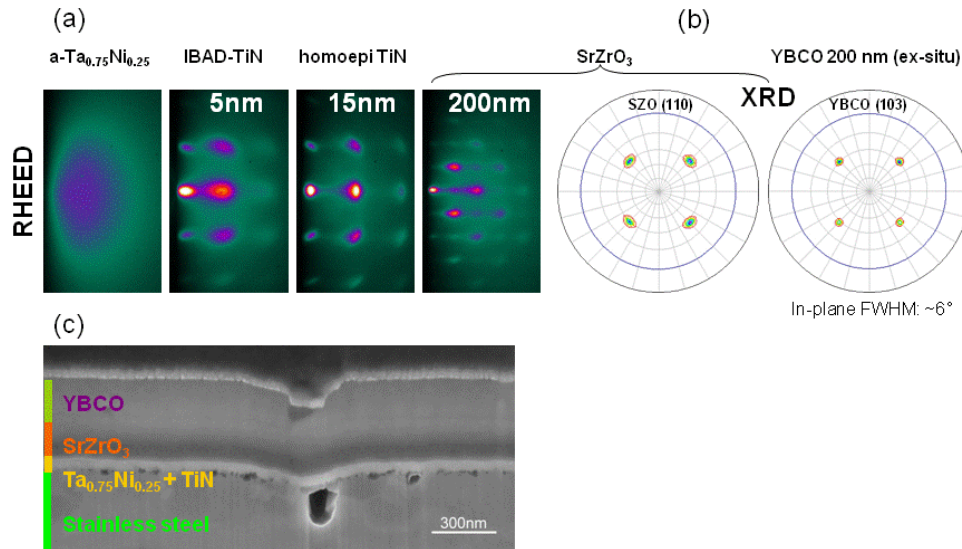 (a)
(b)
a-Ta0.75Ni0.25
IBAD-TiN
homoepi TiN
SrZrO3
YBCO 200 nm (ex-situ)
5nm
15nm
200nm
XRD
SZO (110)
YBCO (103)
RHEED
In-plane FWHM: ~6°
(c)
YBCO
SrZrO3
Ta0.75Ni0.25 + TiN
Stainless steel
300nm